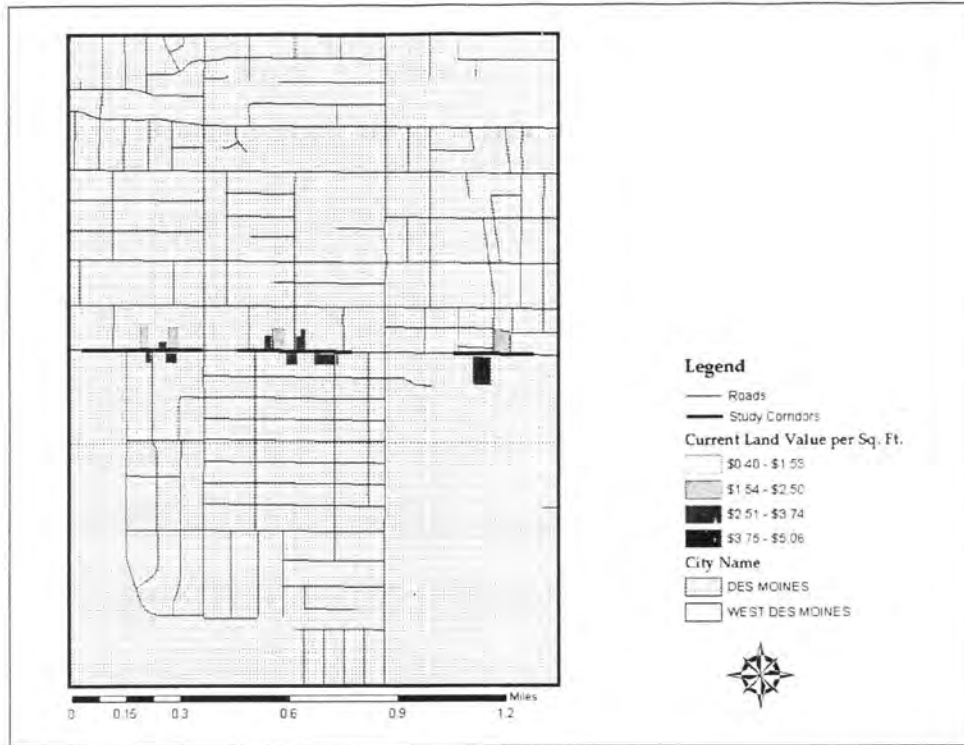 Legend
Roads
Study Corridors
Current Land Value per Sq. Ft.
$0.40 - $1.53
$1.54 - $2.50
$2.51 - $3.74
$3.75 - $5.06
City Name
DES MOINES
WEST DES MOINES
Miles
0 0.15 0.3 0.6 0.9 1.2